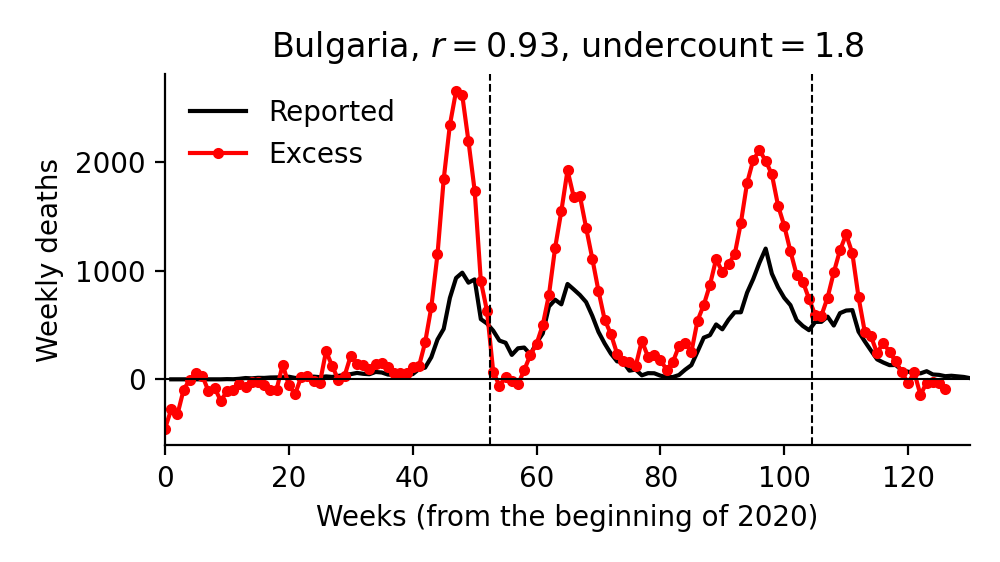 Bulgaria, r = 0.93, undercount = 1.8
Reported
Excess
Weekly deaths
2000
1000
0
0 20 40 60 80 100 120
Weeks (from the beginning of 2020)